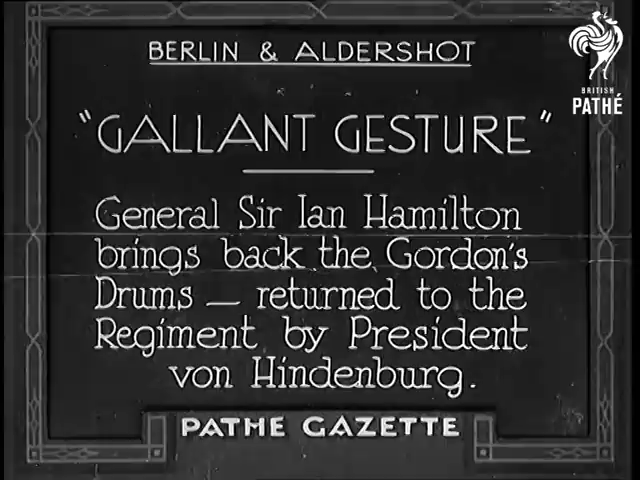 BERLIN & ALDERSHOT
BRITISH
PATHÉ
"GALLANT GESTURE"
General Sir Ian Hamilton
brings back the Gordon's
Drums — returned to the
Regiment by President
von Hindenburg.
PATHE GAZETTE